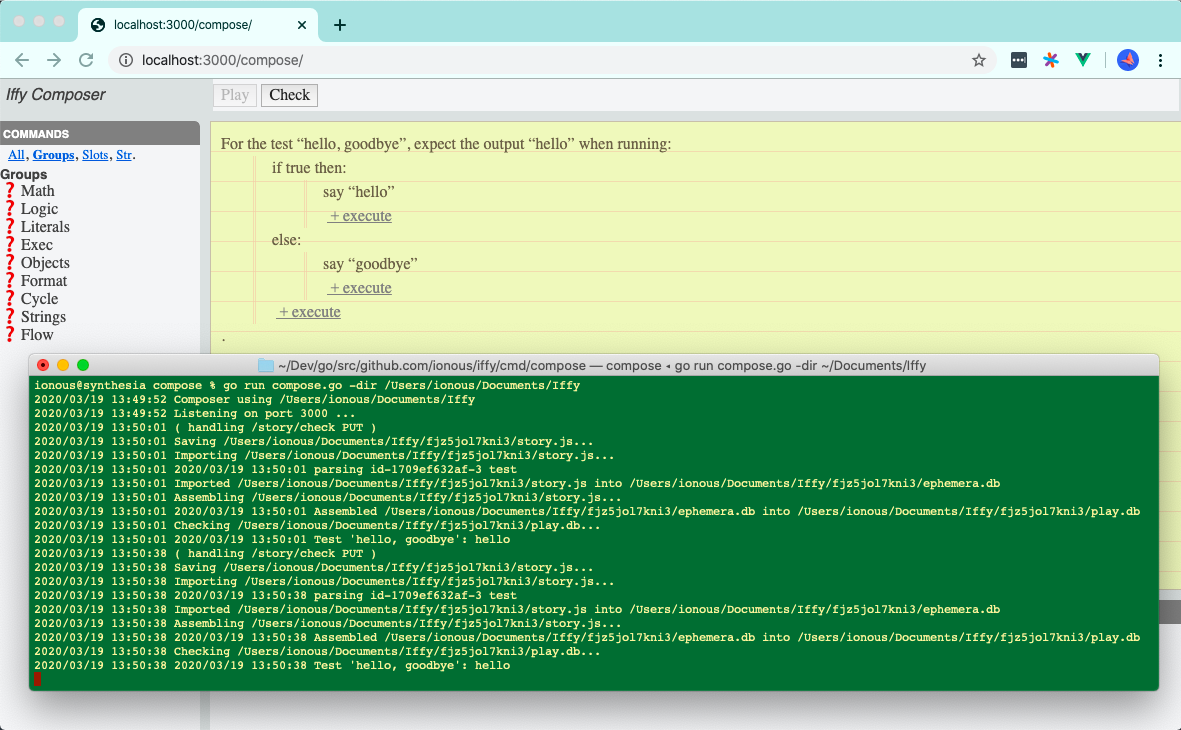 localhost:3000/compose/
localhost:3000/compose/
Iffy Composer
Play Check
COMMANDS
All, Groups, Slots, Str.
Groups
❓ Math
❓ Logic
❓ Literals
❓ Exec
❓ Objects
❓ Format
❓ Cycle
❓ Strings
❓ Flow
For the test “hello, goodbye”, expect the output “hello” when running:
if true then:
say “hello”
+ execute
else:
say “goodbye”
+ execute
+ execute
.
~/Dev/go/src/github.com/ionous/iffy/cmd/compose — compose ◂ go run compose.go -dir ~/Documents/Iffy
ionous@synthesia compose % go run compose.go -dir /Users/ionous/Documents/Iffy
2020/03/19 13:49:52 Composer using /Users/ionous/Documents/Iffy
2020/03/19 13:49:52 Listening on port 3000 ...
2020/03/19 13:50:01 ( handling /story/check PUT )
2020/03/19 13:50:01 Saving /Users/ionous/Documents/Iffy/fjz5jol7kni3/story.js...
2020/03/19 13:50:01 Importing /Users/ionous/Documents/Iffy/fjz5jol7kni3/story.js...
2020/03/19 13:50:01 2020/03/19 13:50:01 parsing id-1709ef632af-3 test
2020/03/19 13:50:01 Imported /Users/ionous/Documents/Iffy/fjz5jol7kni3/story.js into /Users/ionous/Documents/Iffy/fjz5jol7kni3/ephemera.db
2020/03/19 13:50:01 Assembling /Users/ionous/Documents/Iffy/fjz5jol7kni3/story.js...
2020/03/19 13:50:01 2020/03/19 13:50:01 Assembled /Users/ionous/Documents/Iffy/fjz5jol7kni3/ephemera.db into /Users/ionous/Documents/Iffy/fjz5jol7kni3/play.db
2020/03/19 13:50:01 Checking /Users/ionous/Documents/Iffy/fjz5jol7kni3/play.db...
2020/03/19 13:50:01 2020/03/19 13:50:01 Test 'hello, goodbye': hello
2020/03/19 13:50:38 ( handling /story/check PUT )
2020/03/19 13:50:38 Saving /Users/ionous/Documents/Iffy/fjz5jol7kni3/story.js...
2020/03/19 13:50:38 Importing /Users/ionous/Documents/Iffy/fjz5jol7kni3/story.js...
2020/03/19 13:50:38 2020/03/19 13:50:38 parsing id-1709ef632af-3 test
2020/03/19 13:50:38 Imported /Users/ionous/Documents/Iffy/fjz5jol7kni3/story.js into /Users/ionous/Documents/Iffy/fjz5jol7kni3/ephemera.db
2020/03/19 13:50:38 Assembling /Users/ionous/Documents/Iffy/fjz5jol7kni3/story.js...
2020/03/19 13:50:38 2020/03/19 13:50:38 Assembled /Users/ionous/Documents/Iffy/fjz5jol7kni3/ephemera.db into /Users/ionous/Documents/Iffy/fjz5jol7kni3/play.db
2020/03/19 13:50:38 Checking /Users/ionous/Documents/Iffy/fjz5jol7kni3/play.db...
2020/03/19 13:50:38 2020/03/19 13:50:38 Test 'hello, goodbye': hello